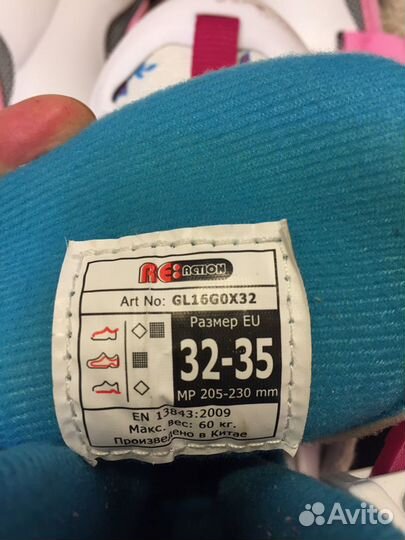 RE:ACTION
Art No: GL16G0X32
Размер EU
32-35
MP 205-230 mm
EN 13843:2009
Макс. вес: 60 кг.
Произведено в Китае
Avito